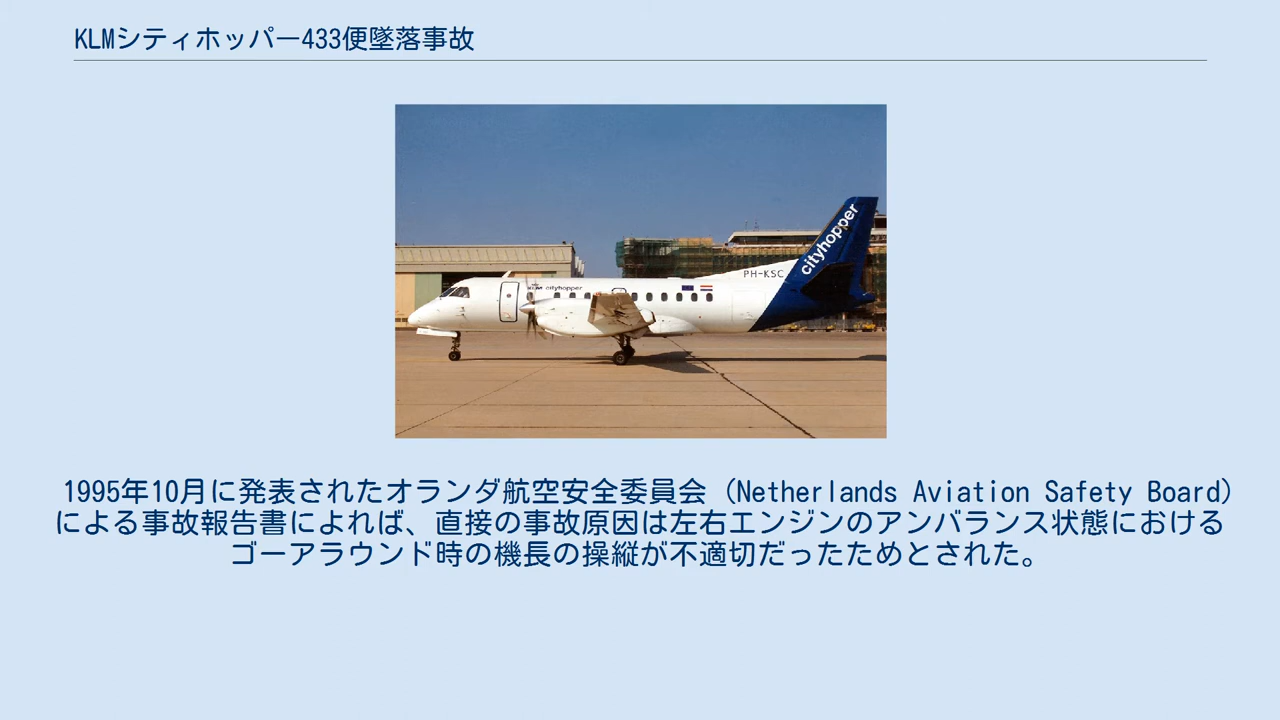 KLMシティホッパー433便墜落事故
cityhopper
PH-KSC
KLM cityhopper
1995年10月に発表されたオランダ航空安全委員会（Netherlands Aviation Safety Board）
による事故報告書によれば、直接の事故原因は左右エンジンのアンバランス状態における
ゴーアラウンド時の機長の操縦が不適切だったためとされた。